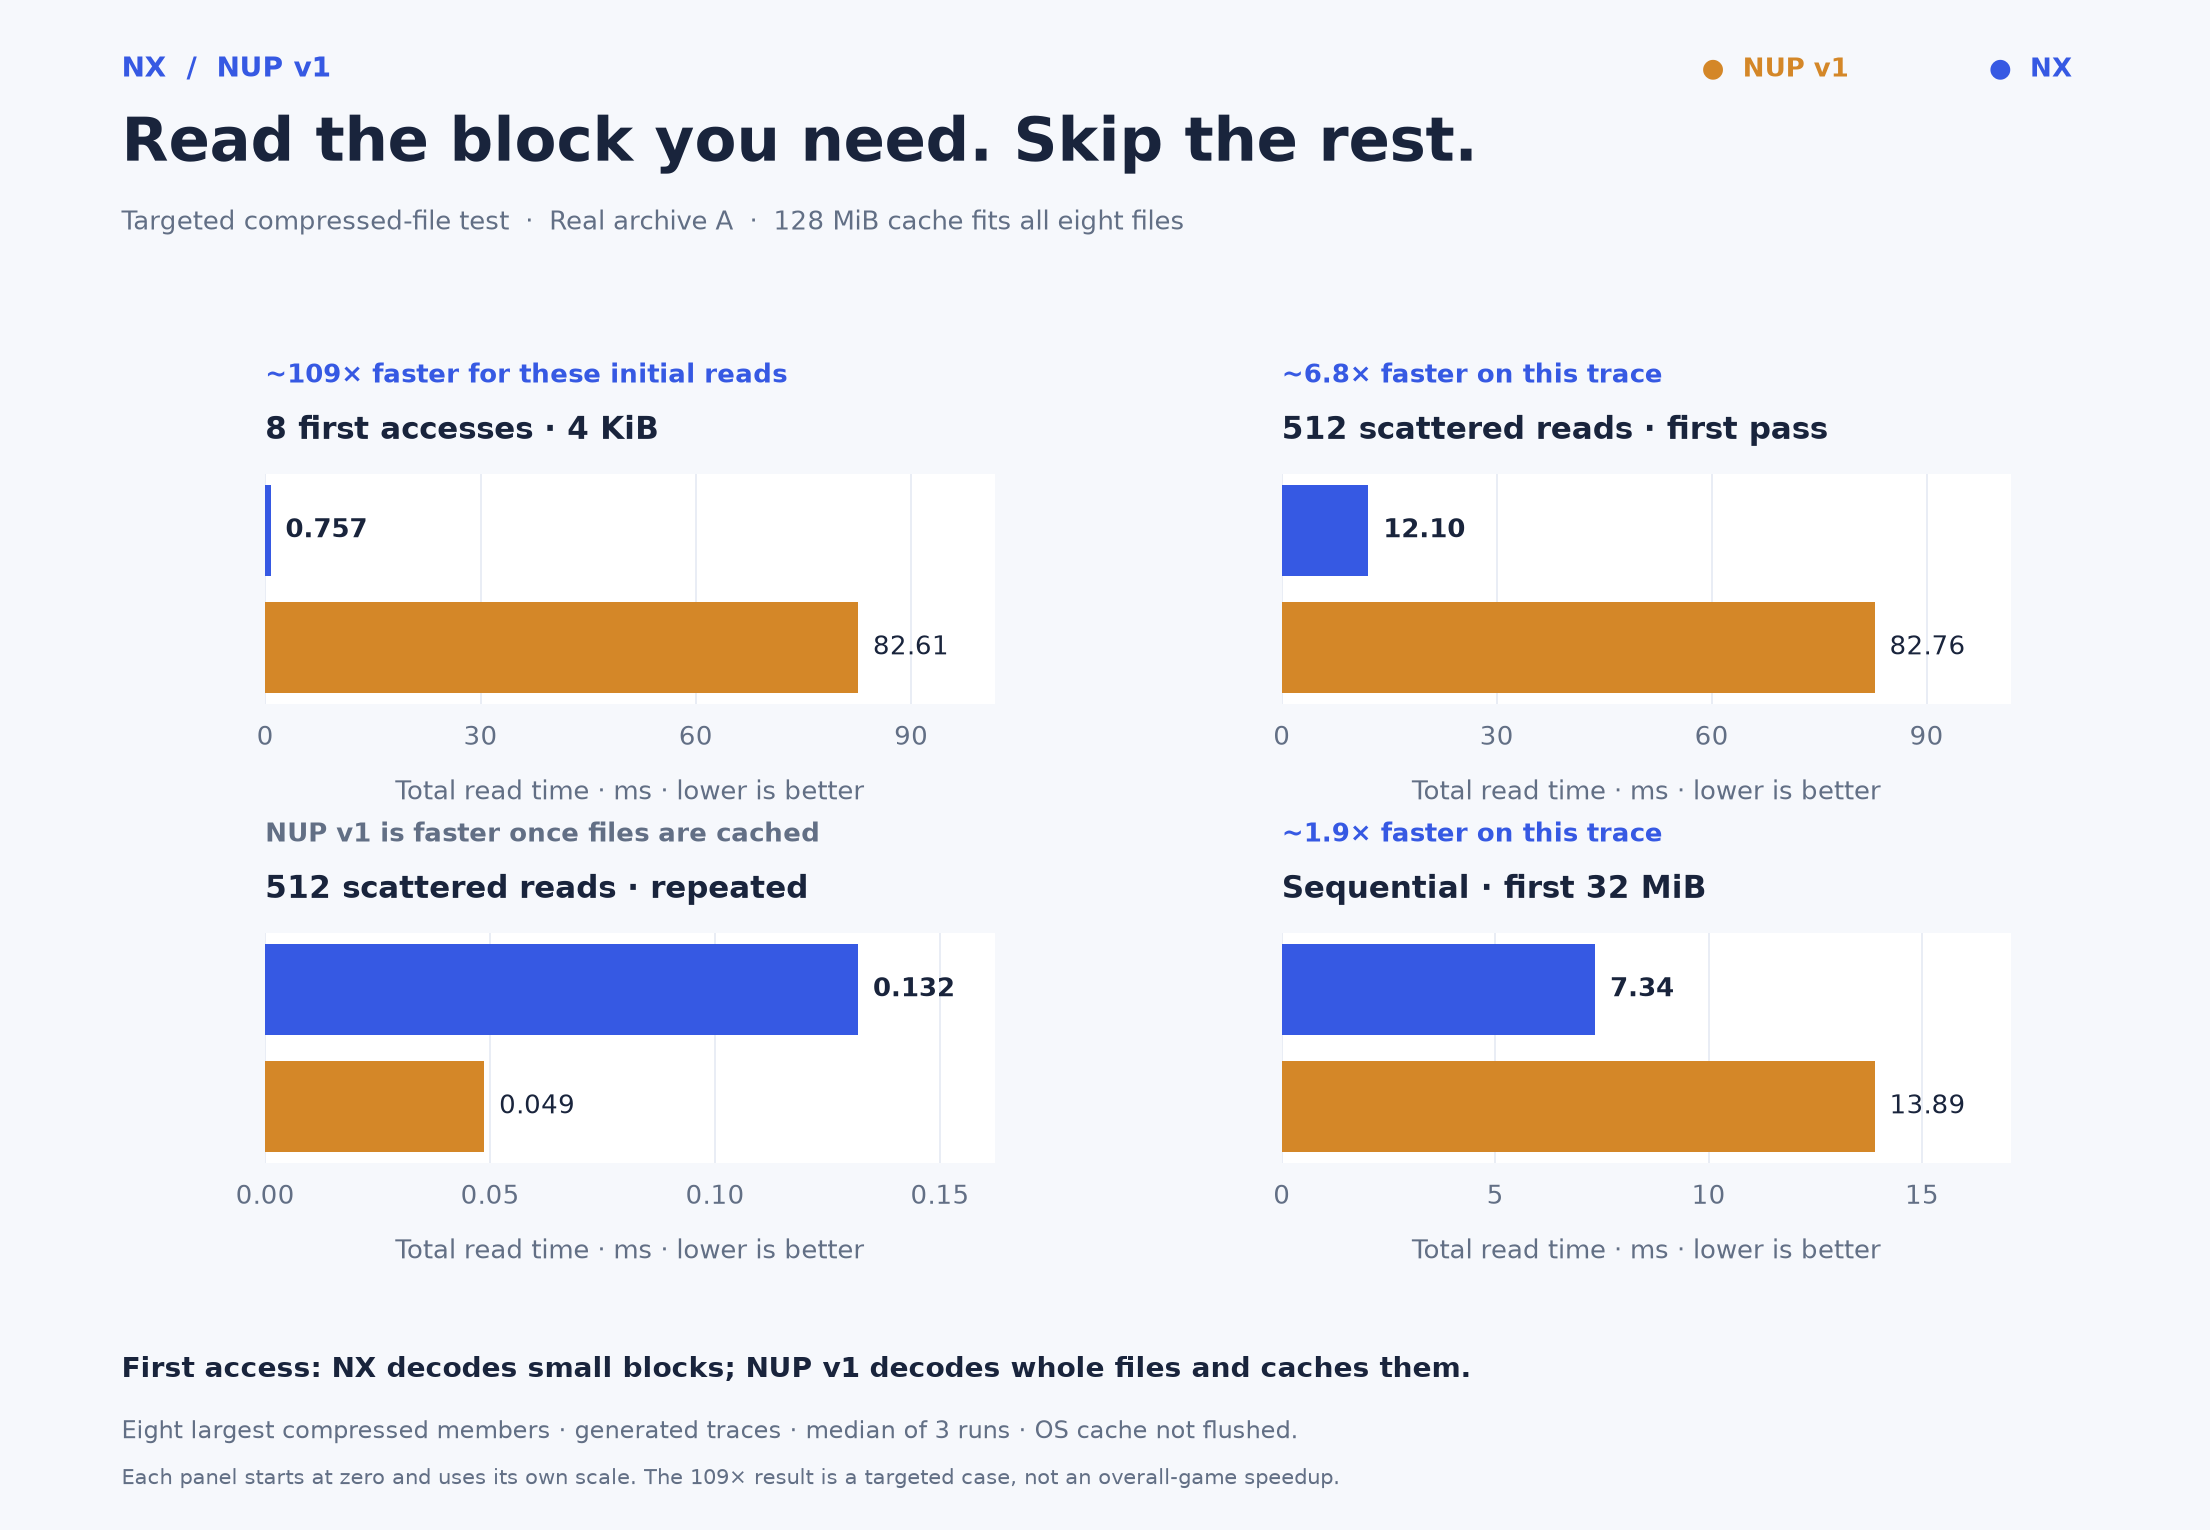 NX / NUP v1
NUP v1
NX
Read the block you need. Skip the rest.
Targeted compressed-file test · Real archive A · 128 MiB cache fits all eight files
~109× faster for these initial reads
8 first accesses · 4 KiB
0.757
82.61
0 30 60 90
Total read time · ms · lower is better
~6.8× faster on this trace
512 scattered reads · first pass
12.10
82.76
0 30 60 90
Total read time · ms · lower is better
NUP v1 is faster once files are cached
512 scattered reads · repeated
0.132
0.049
0.00 0.05 0.10 0.15
Total read time · ms · lower is better
~1.9× faster on this trace
Sequential · first 32 MiB
7.34
13.89
0 5 10 15
Total read time · ms · lower is better
First access: NX decodes small blocks; NUP v1 decodes whole files and caches them.
Eight largest compressed members · generated traces · median of 3 runs · OS cache not flushed.
Each panel starts at zero and uses its own scale. The 109× result is a targeted case, not an overall-game speedup.